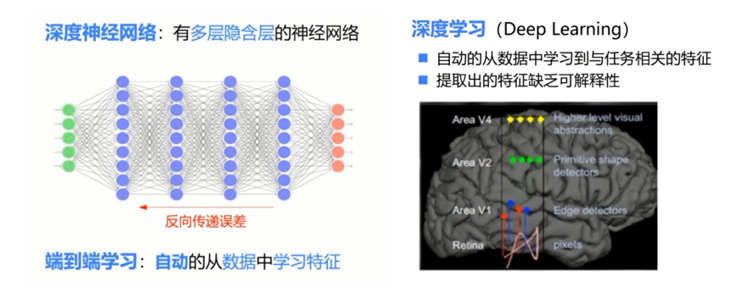 深度神经网络：有多层隐含层的神经网络
反向传递误差
端到端学习：自动的从数据中学习特征
深度学习（Deep Learning）
自动的从数据中学习到与任务相关的特征
提取出的特征缺乏可解释性
Area V4 Higher level visual
abstractions
Area V2 Primitive shape
detectors
Area V1 Edge detectors
Retina pixels